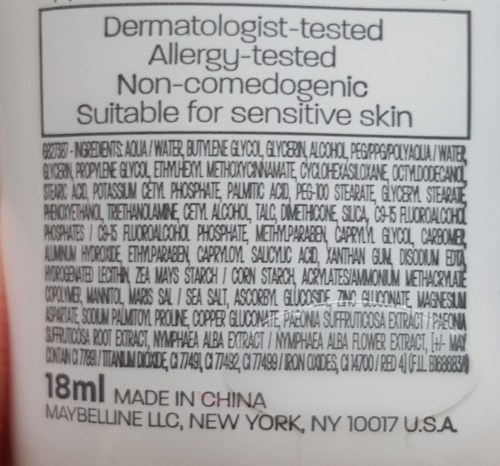 Dermatologist-tested
Allergy-tested
Non-comedogenic
Suitable for sensitive skin
INGREDIENTS: AQUA / WATER, BUTYLENE GLYCOL, GLYCERIN, ALCOHOL, PEG/PPG/POLYAQUA / WATER,
GLYCERIN, PROPYLENE GLYCOL, ETHYLHEXYL METHOXYCINNAMATE, CYCLOHEXASILOXANE, OCTYLDODECANOL,
STEARIC ACID, POTASSIUM CETYL PHOSPHATE, PALMITIC ACID, PEG-100 STEARATE, GLYCERYL STEARATE,
PHENOXYETHANOL, TRIETHANOLAMINE, CETYL ALCOHOL, TALC, DIMETHICONE, SILICA, C9-15 FLUOROALCOHOL
PHOSPHATES / C9-15 FLUOROALCOHOL PHOSPHATE, METHYLPARABEN, CAPRYLYL GLYCOL, CARBOMER,
ALUMINUM HYDROXIDE, ETHYLPARABEN, CAPRYLOYL SALICYLIC ACID, XANTHAN GUM, DISODIUM EDTA,
HYDROGENATED LECITHIN, ZEA MAYS STARCH / CORN STARCH, ACRYLATES/AMMONIUM METHACRYLATE
COPOLYMER, MANNITOL, MARIS SAL / SEA SALT, ASCORBYL GLUCOSIDE, ZINC GLUCONATE, MAGNESIUM
ASPARTATE, SODIUM PALMITOYL PROLINE, COPPER GLUCONATE, PAEONIA SUFFRUTICOSA EXTRACT / PAEONIA
SUFFRUTICOSA ROOT EXTRACT, NYMPHAEA ALBA EXTRACT / NYMPHAEA ALBA FLOWER EXTRACT, [+/- MAY
CONTAIN CI 77891 / TITANIUM DIOXIDE, CI 77491, CI 77492, CI 77499 / IRON OXIDES, CI 14700 / RED 4] (F.I.L.
18ml MADE IN CHINA
MAYBELLINE LLC, NEW YORK, NY 10017 U.S.A.